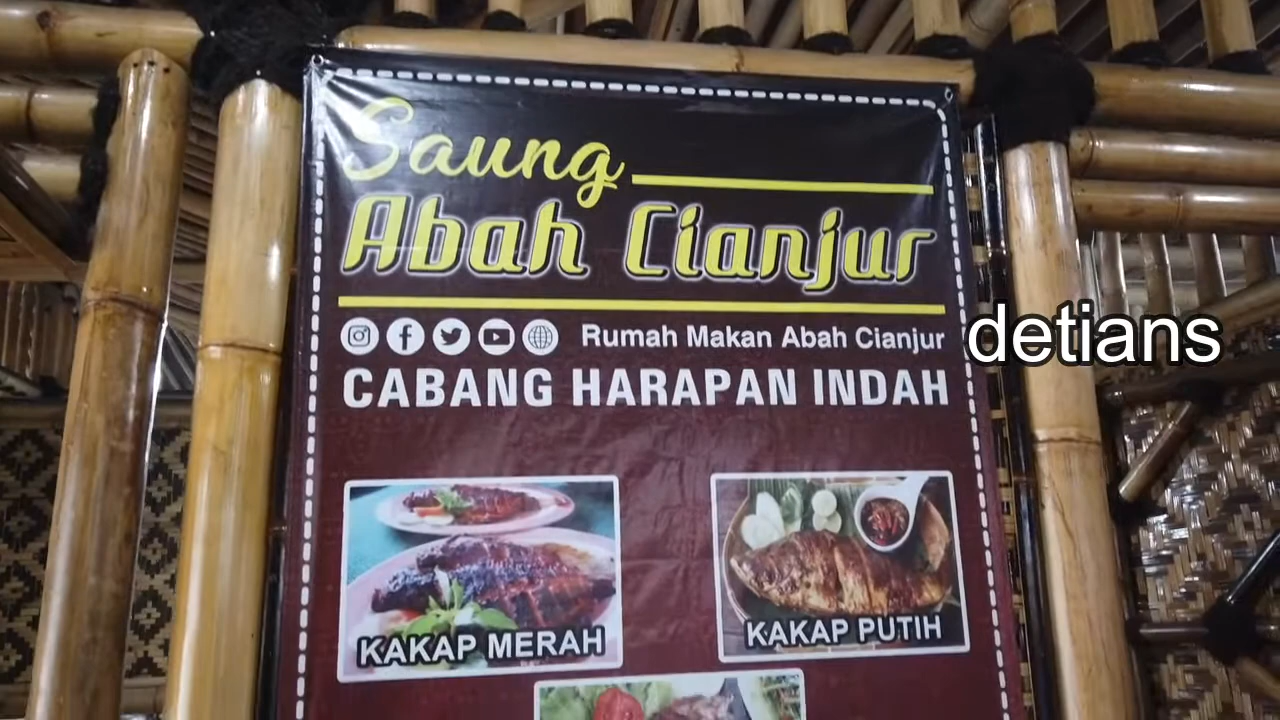 Saung
Abah Cianjur
Rumah Makan Abah Cianjur
detians
CABANG HARAPAN INDAH
KAKAP MERAH
KAKAP PUTIH